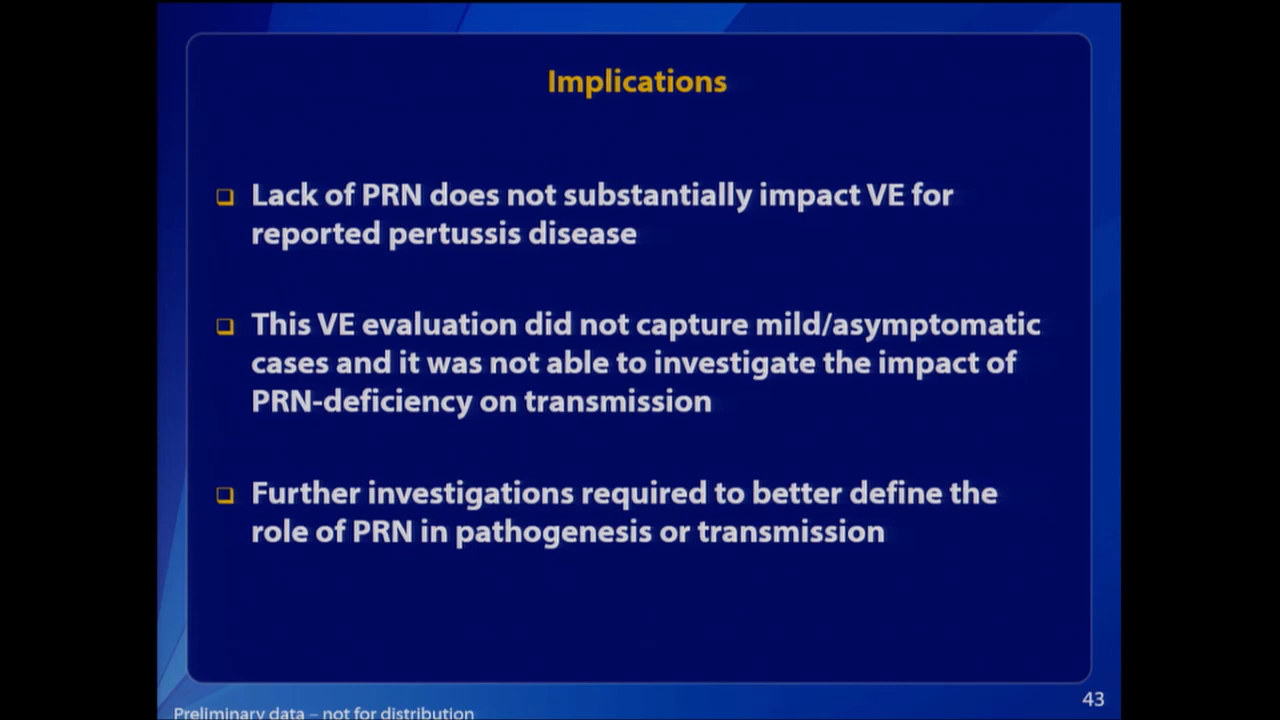 Implications
Lack of PRN does not substantially impact VE for
reported pertussis disease
This VE evaluation did not capture mild/asymptomatic
cases and it was not able to investigate the impact of
PRN-deficiency on transmission
Further investigations required to better define the
role of PRN in pathogenesis or transmission
43
Preliminary data – not for distribution